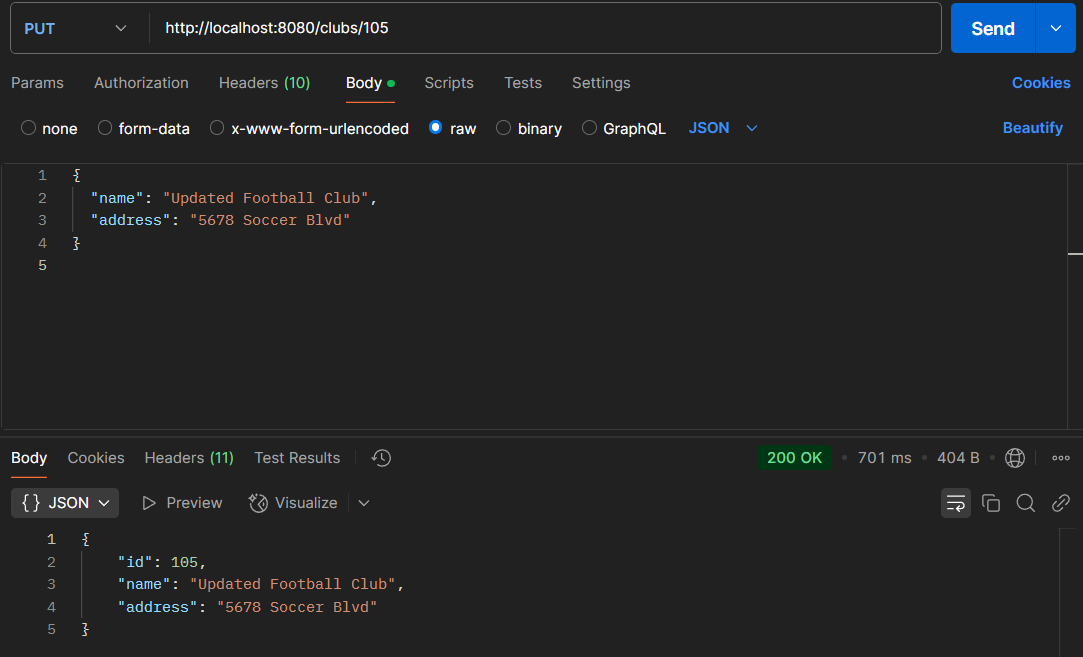 PUT http://localhost:8080/clubs/105 Send
Params Authorization Headers (10) Body Scripts Tests Settings Cookies
none form-data x-www-form-urlencoded raw binary GraphQL JSON Beautify
1 {
2 "name": "Updated Football Club",
3 "address": "5678 Soccer Blvd"
4 }
5
Body Cookies Headers (11) Test Results 200 OK • 701 ms • 404 B •
{} JSON Preview Visualize
1 {
2 "id": 105,
3 "name": "Updated Football Club",
4 "address": "5678 Soccer Blvd"
5 }